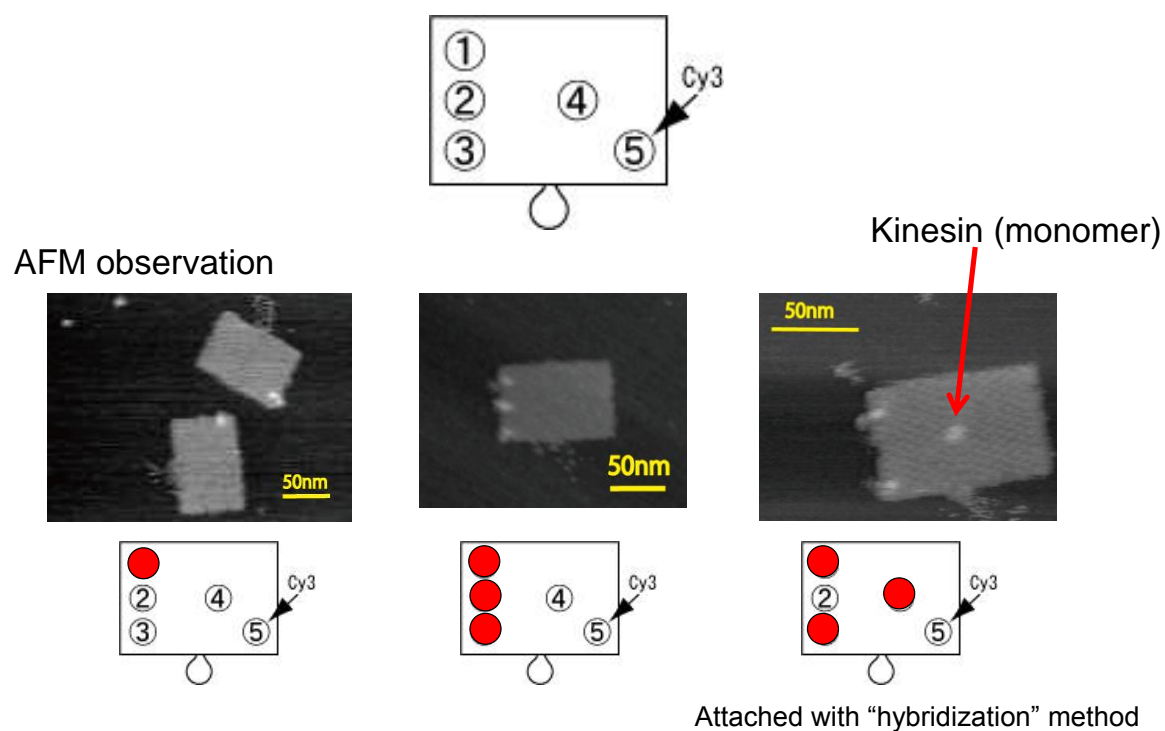 ①
Cy3
②
④
③
⑤
Kinesin (monomer)
AFM observation
50nm
50nm
50nm
Cy3
②
④
③
⑤
Cy3
④
⑤
Cy3
②
⑤
Attached with “hybridization” method